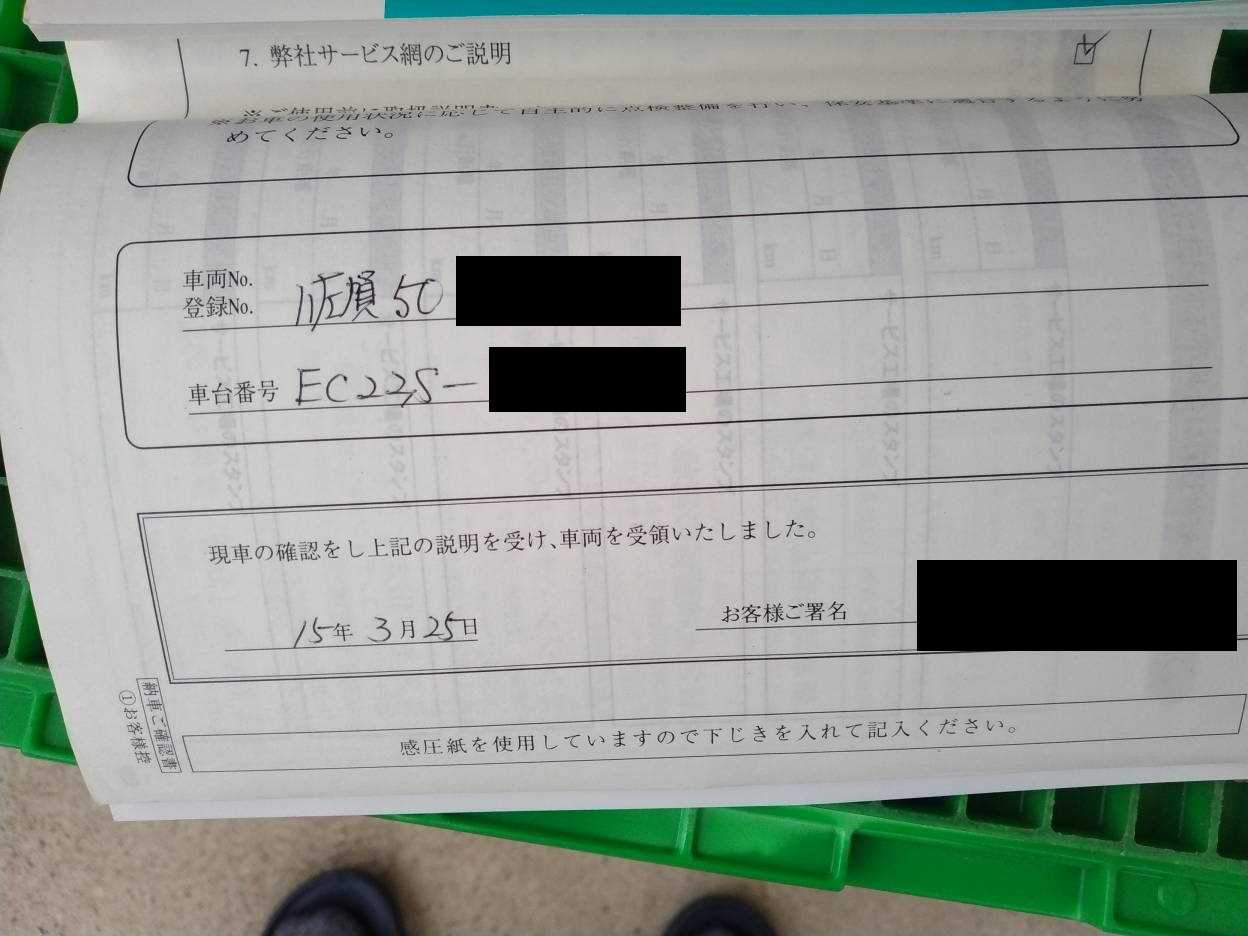 7. 弊社サービス網のご説明
めてください。
車両No.
登録No. 佐賀 50
車台番号 EC22S−
現車の確認をし上記の説明を受け、車両を受領いたしました。
15年 3月25日
お客様ご署名
納車ご確認書
①お客様控
感圧紙を使用していますので下じきを入れて記入ください。